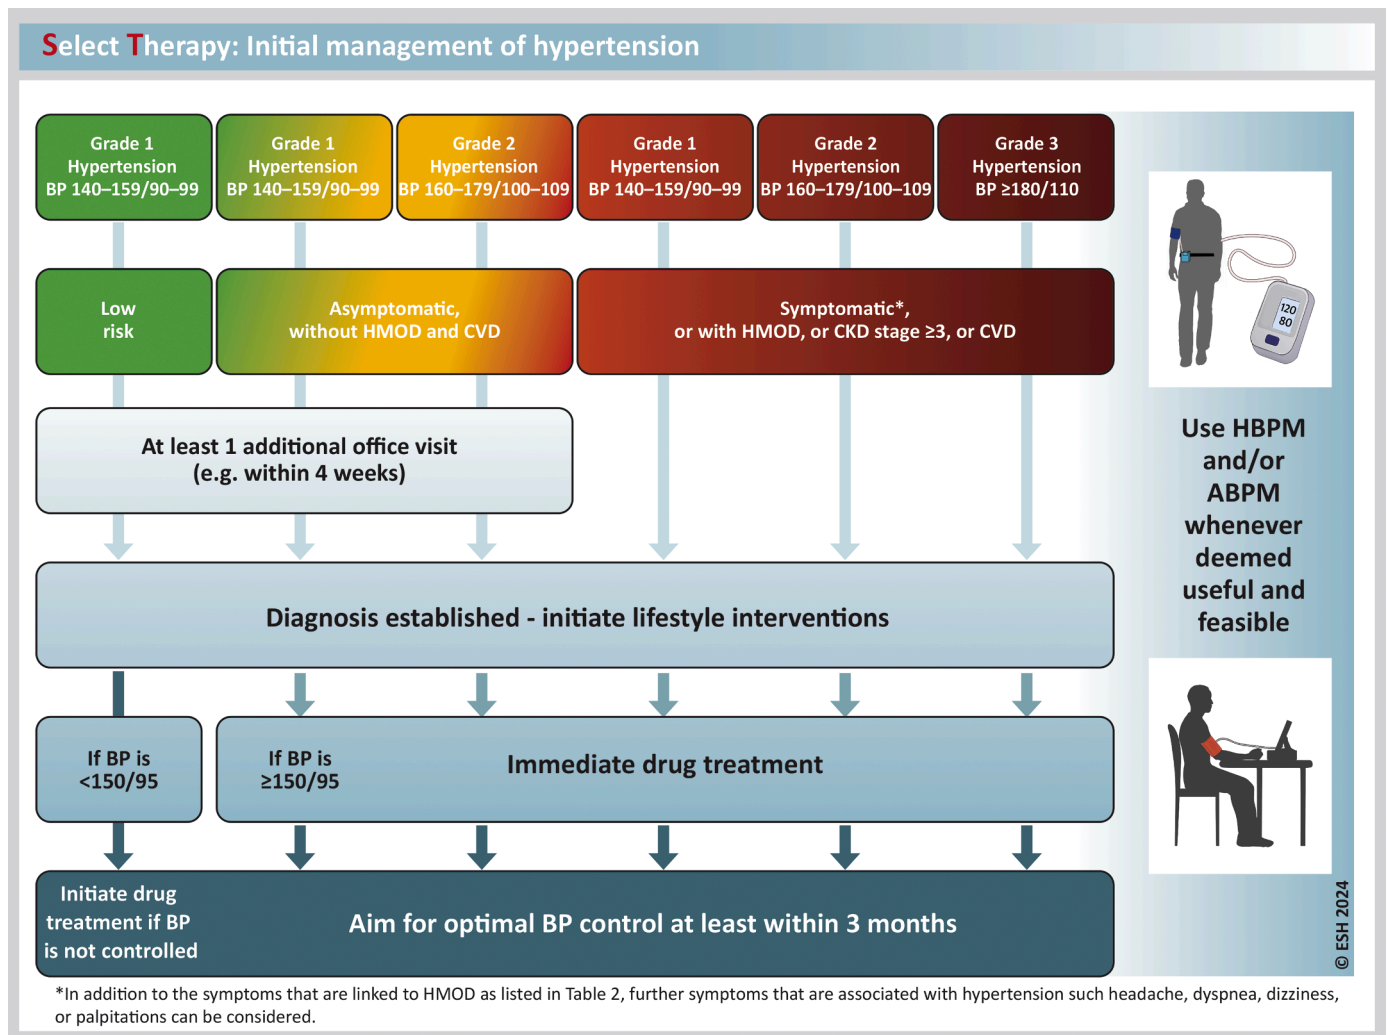 Select Therapy: Initial management of hypertension
Grade 1
Hypertension
BP 140–159/90–99
Grade 1
Hypertension
BP 140–159/90–99
Grade 2
Hypertension
BP 160–179/100–109
Grade 1
Hypertension
BP 140–159/90–99
Grade 2
Hypertension
BP 160–179/100–109
Grade 3
Hypertension
BP ≥180/110
Low
risk
Asymptomatic,
without HMOD and CVD
Symptomatic*,
or with HMOD, or CKD stage ≥3, or CVD
At least 1 additional office visit
(e.g. within 4 weeks)
Diagnosis established - initiate lifestyle interventions
If BP is
<150/95
If BP is
≥150/95
Immediate drug treatment
Initiate drug
treatment if BP
is not controlled
Aim for optimal BP control at least within 3 months
120
80
Use HBPM
and/or
ABPM
whenever
deemed
useful and
feasible
© ESH 2024
*In addition to the symptoms that are linked to HMOD as listed in Table 2, further symptoms that are associated with hypertension such headache, dyspnea, dizziness,
or palpitations can be considered.